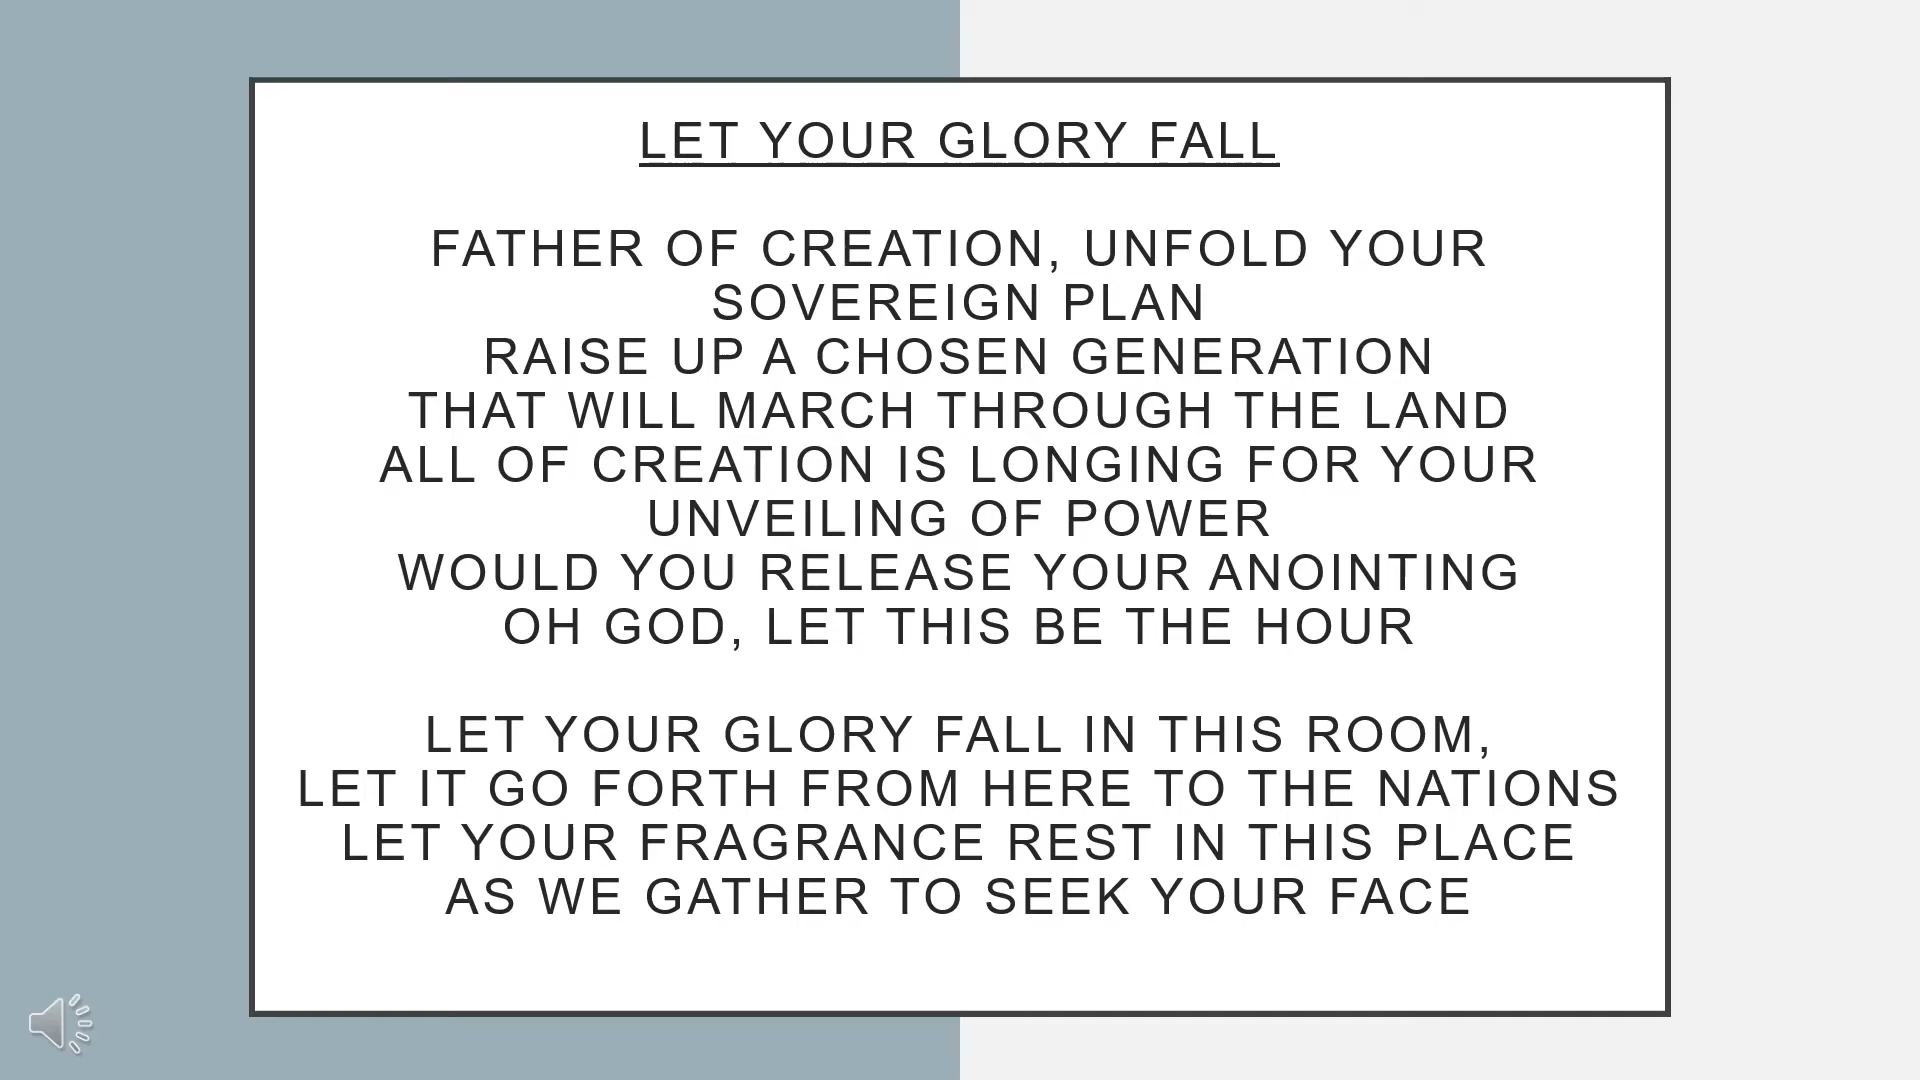 LET YOUR GLORY FALL
FATHER OF CREATION, UNFOLD YOUR
SOVEREIGN PLAN
RAISE UP A CHOSEN GENERATION
THAT WILL MARCH THROUGH THE LAND
ALL OF CREATION IS LONGING FOR YOUR
UNVEILING OF POWER
WOULD YOU RELEASE YOUR ANOINTING
OH GOD, LET THIS BE THE HOUR
LET YOUR GLORY FALL IN THIS ROOM,
LET IT GO FORTH FROM HERE TO THE NATIONS
LET YOUR FRAGRANCE REST IN THIS PLACE
AS WE GATHER TO SEEK YOUR FACE